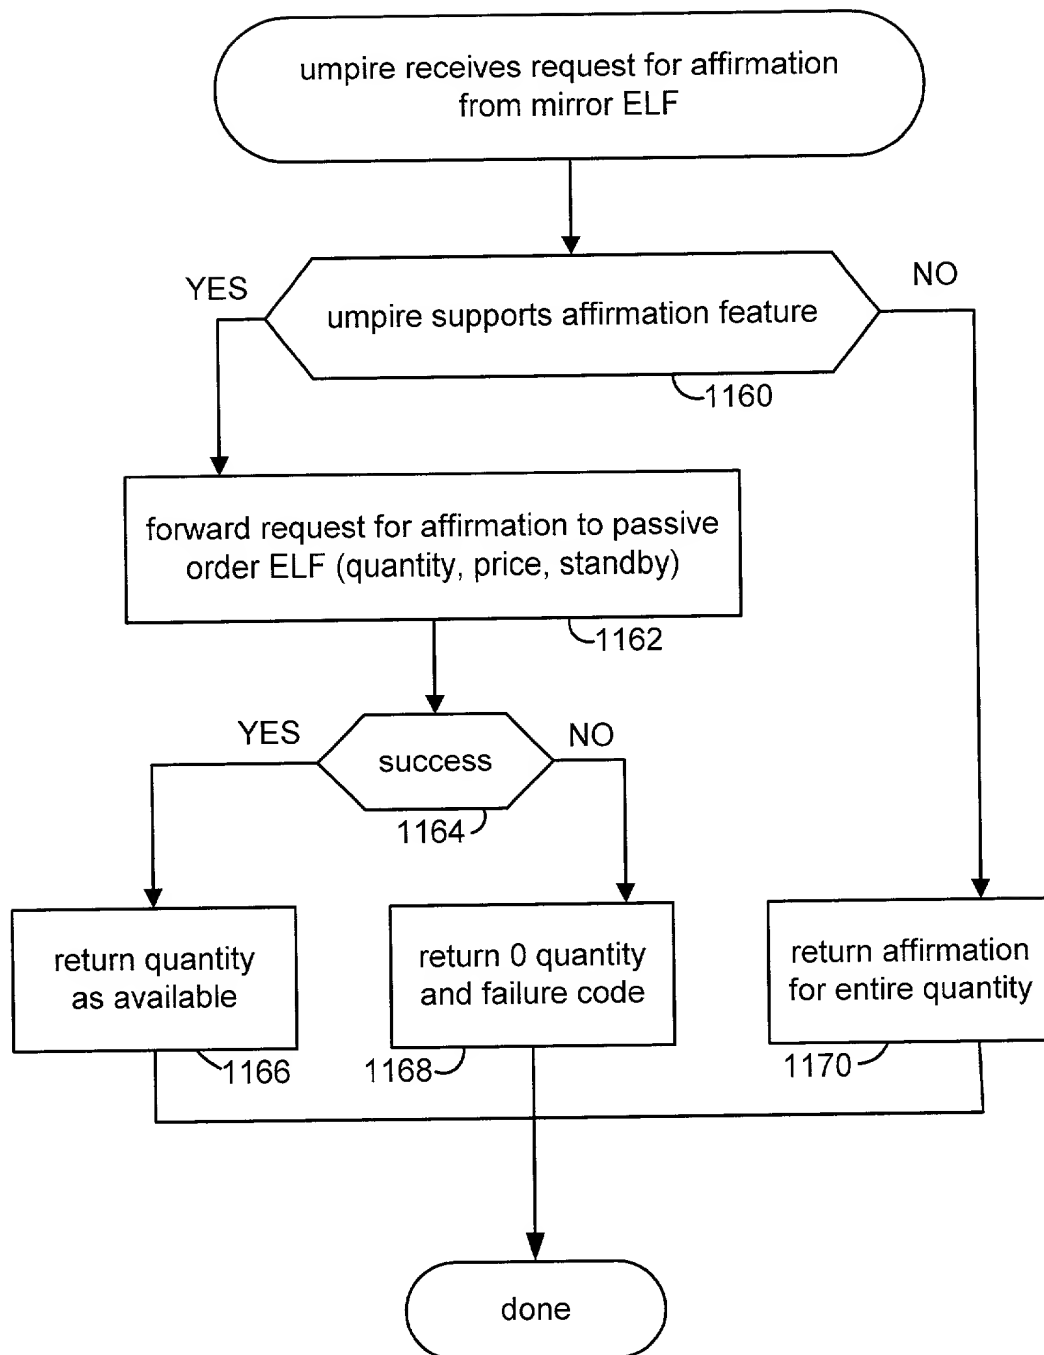 umpire receives request for affirmation
from mirror ELF
YES
NO
umpire supports affirmation feature
1160
forward request for affirmation to passive
order ELF (quantity, price, standby)
1162
YES
NO
success
1164
return quantity
as available
1166
return 0 quantity
and failure code
1168
return affirmation
for entire quantity
1170
done